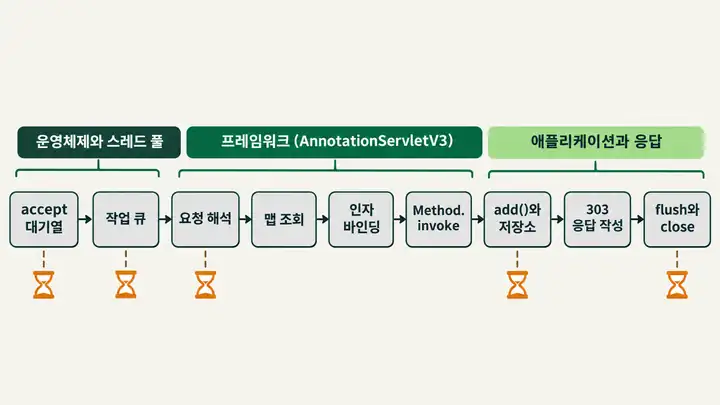 운영체제와 스레드 풀
프레임워크 (AnnotationServletV3)
애플리케이션과 응답
accept
대기열
작업 큐
요청 해석
맵 조회
인자
바인딩
Method.
invoke
add()와
저장소
303
응답 작성
flush와
close